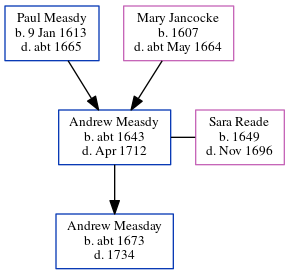 Paul Measdy
b. 9 Jan 1613
d. abt 1665
Mary Jancocke
b. 1607
d. abt May 1664
Andrew Measdy
b. abt 1643
d. Apr 1712
Sara Reade
b. 1649
d. Nov 1696
Andrew Measday
b. abt 1673
d. 1734